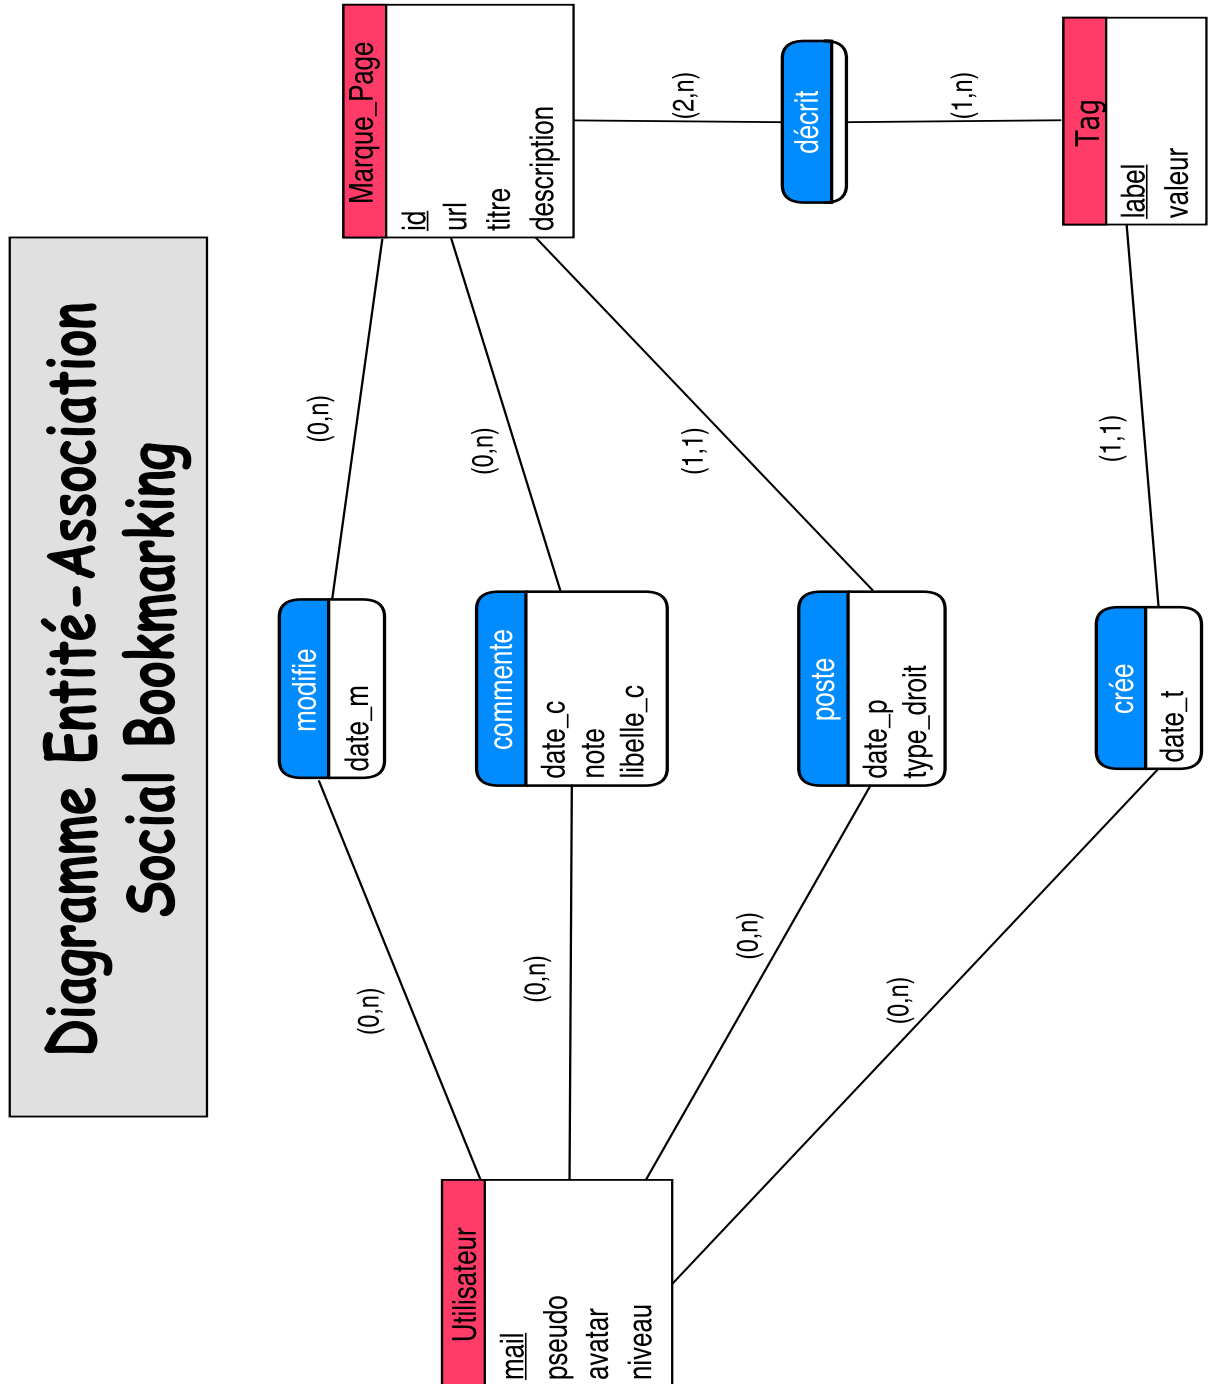 Diagramme Entité-Association
Social Bookmarking
Utilisateur
mail
pseudo
avatar
niveau
(0,n)
(0,n)
(0,n)
(0,n)
modifie
date_m
commente
date_c
note
libelle_c
poste
date_p
type_droit
crée
date_t
(0,n)
(0,n)
(1,1)
(1,1)
Marque_Page
id
url
titre
description
(2,n)
décrit
(1,n)
Tag
label
valeur